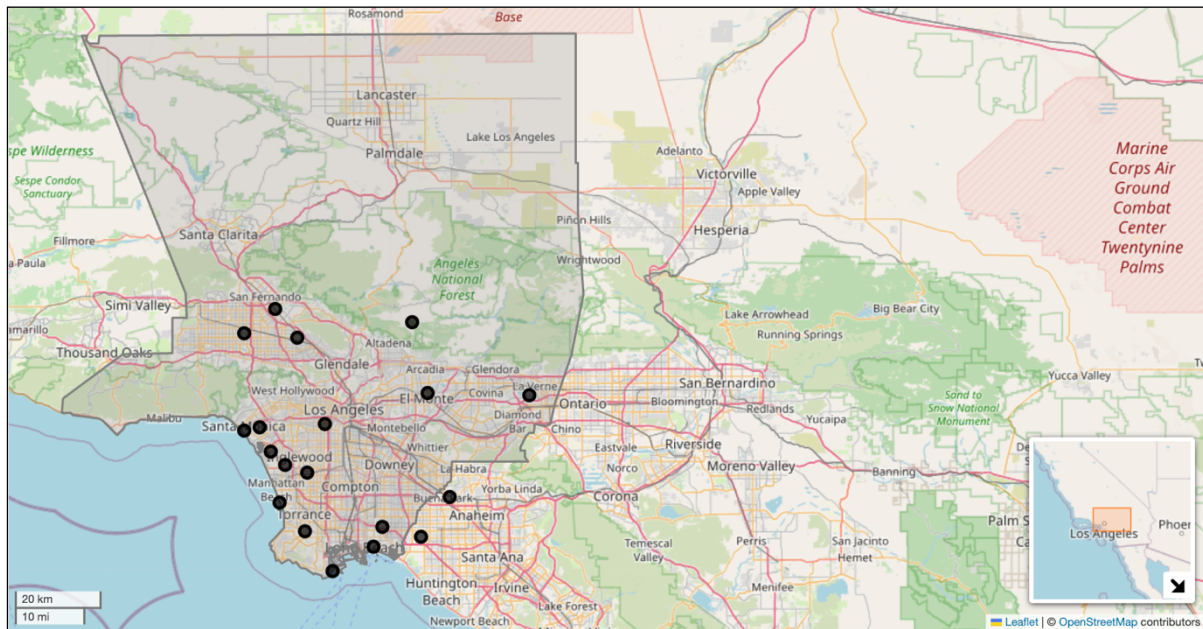 Rosamond
Base
Lancaster
Quartz Hill
Lake Los Angeles
Palmdale
Adelanto
Victorville
Apple Valley
Marine
Corps Air
Ground
Combat
Center
Twentynine
Palms
spe Wilderness
Sespe Condor
Sanctuary
Fillmore
a Paula
Santa Clarita
Piñon Hills
Hesperia
Wrightwood
Angeles
National
Forest
San Fernando
Simi Valley
amarillo
Thousand Oaks
Big Bear City
Lake Arrowhead
Running Springs
Altadena
Glendale
Arcadia
Glendora
West Hollywood
El Monte
Covina
La Verne
Ontario
San Bernardino
Bloomington
Redlands
Yucca Valley
Sand to
Snow National
Monument
Malibu
Los Angeles
Montebello
Diamond
Bar
Chino
Yucaipa
Inglewood
Whittier
Downey
La Habra
Eastvale
Norco
Riverside
Moreno Valley
Banning
Manhattan
Compton
Yorba Linda
Corona
Torrance
Anaheim
Palm S
Santa Ana
Temescal
Valley
Perris
San Jacinto
Hemet
Huntington
Beach
Irvine
Lake Forest
Menifee
Newport Beach
Los Angeles
Phoe
20 km
10 mi
Leaflet | © OpenStreetMap contributors